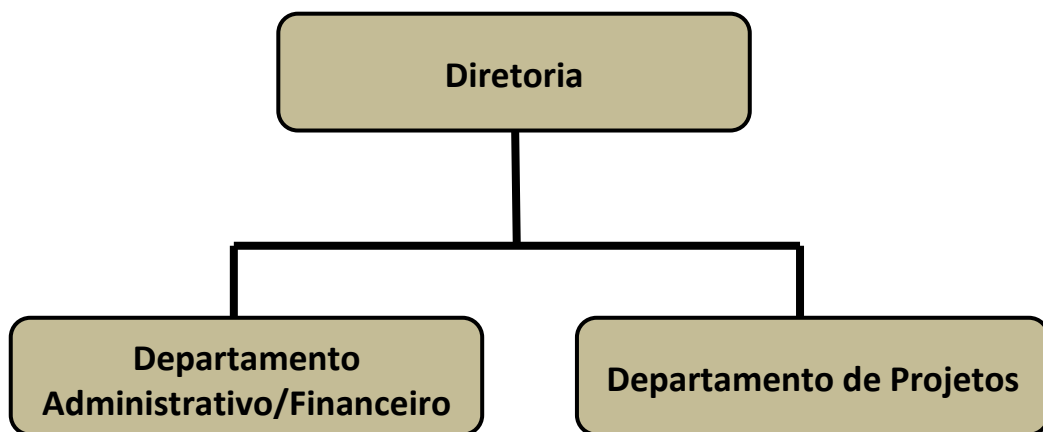 Diretoria
Departamento
Administrativo/Financeiro
Departamento de Projetos